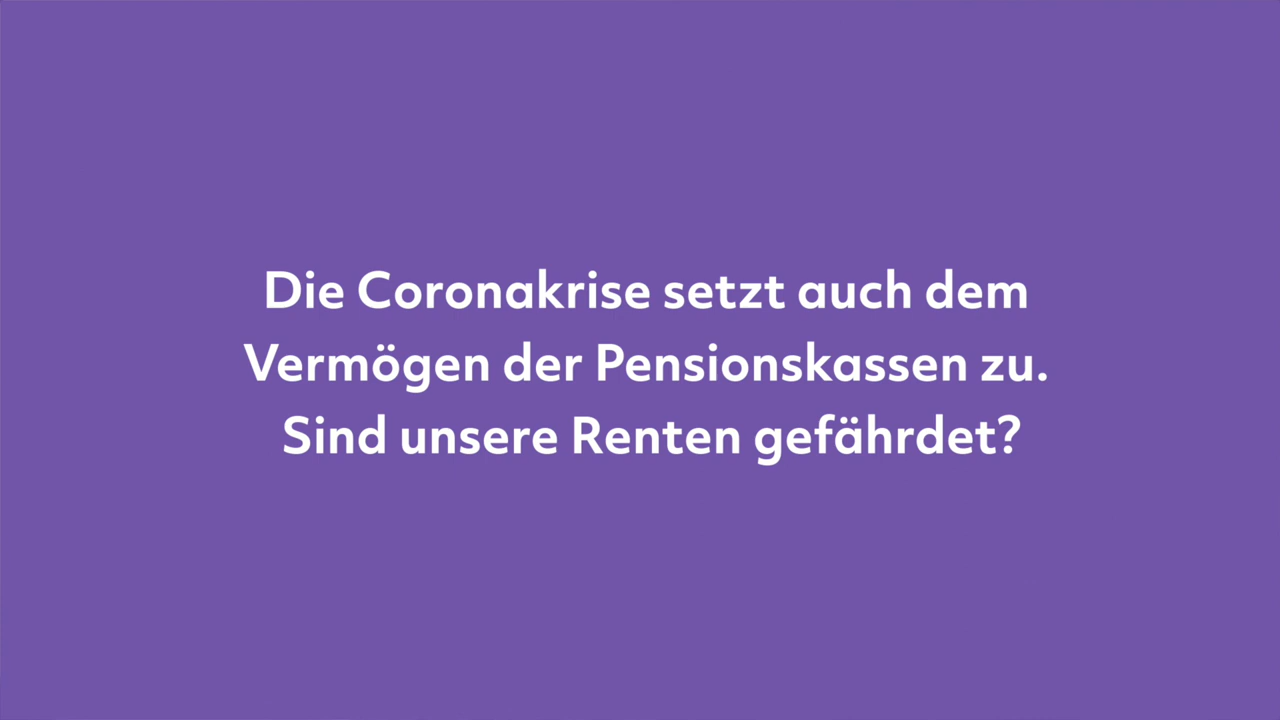 Die Coronakrise setzt auch dem
Vermögen der Pensionskassen zu.
Sind unsere Renten gefährdet?